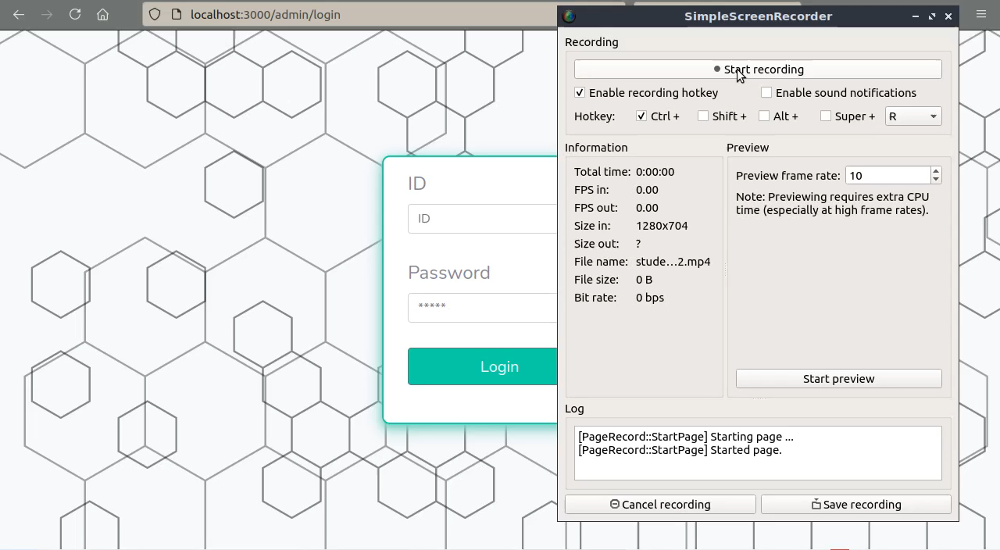 localhost:3000/admin/login
ID
ID
Password
*****
Login
SimpleScreenRecorder
Recording
Start recording
Enable recording hotkey
Enable sound notifications
Hotkey: Ctrl + Shift + Alt + Super + R
Information
Total time: 0:00:00
FPS in: 0.00
FPS out: 0.00
Size in: 1280x704
Size out: ?
File name: stude...2.mp4
File size: 0 B
Bit rate: 0 bps
Preview
Preview frame rate: 10
Note: Previewing requires extra CPU
time (especially at high frame rates).
Start preview
Log
[PageRecord::StartPage] Starting page ...
[PageRecord::StartPage] Started page.
Cancel recording
Save recording